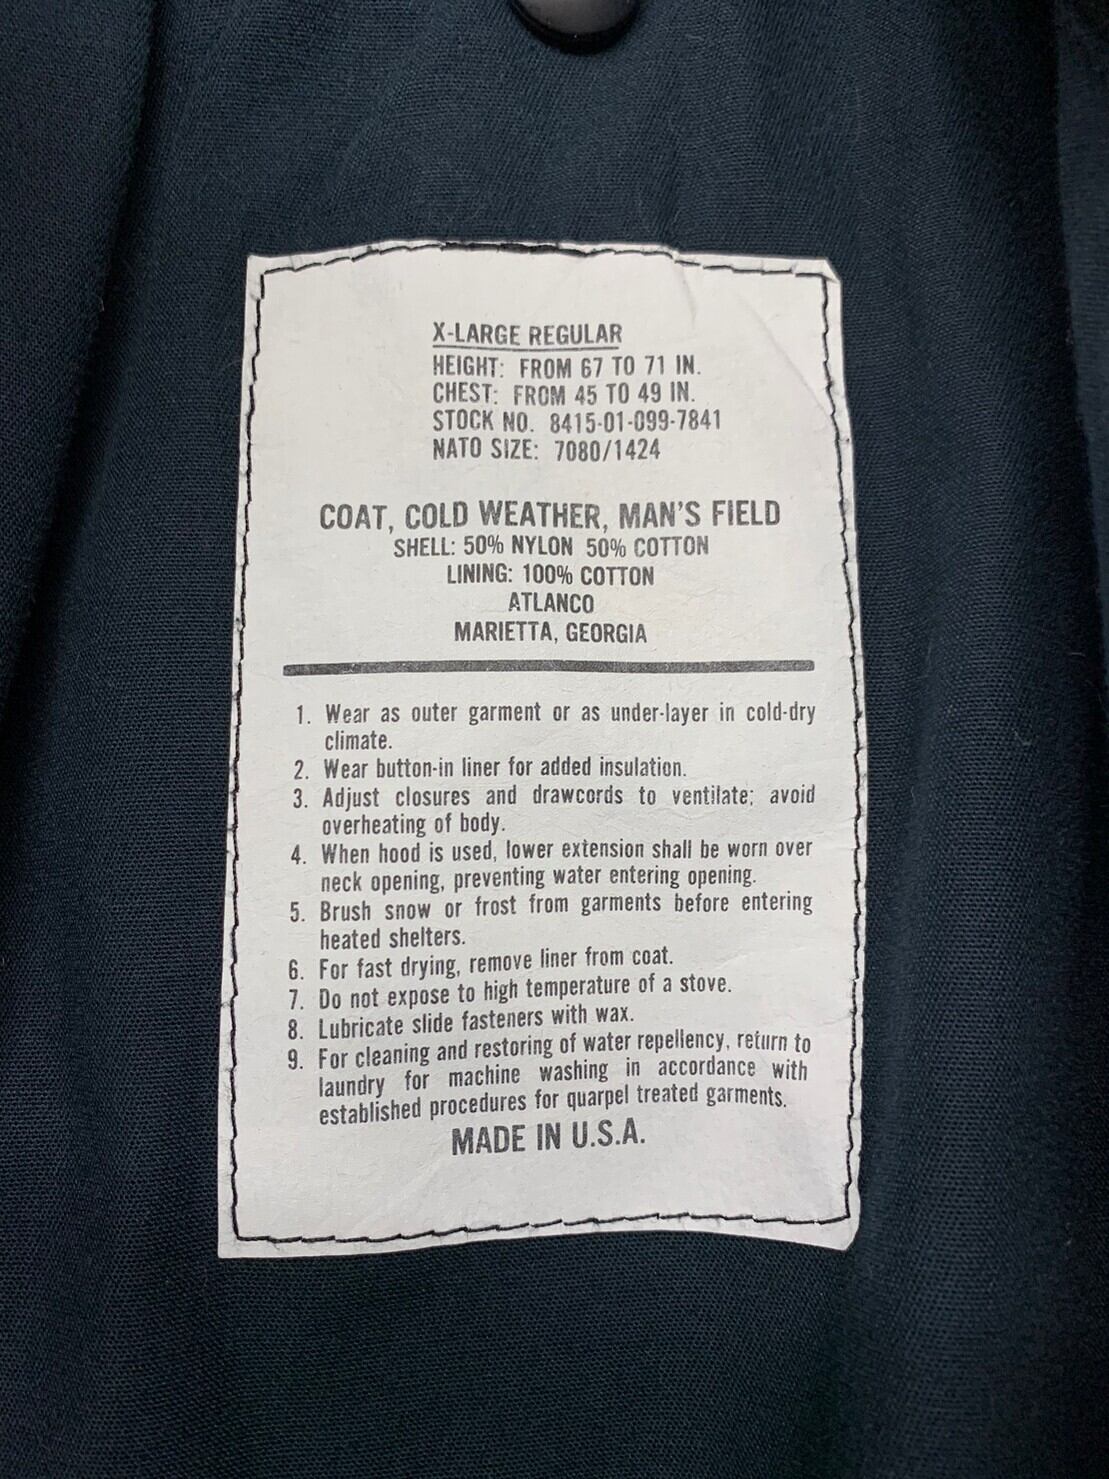 X-LARGE REGULAR
HEIGHT: FROM 67 TO 71 IN.
CHEST: FROM 45 TO 49 IN.
STOCK NO. 8415-01-099-7841
NATO SIZE: 7080/1424
COAT, COLD WEATHER, MAN'S FIELD
SHELL: 50% NYLON 50% COTTON
LINING: 100% COTTON
ATLANCO
MARIETTA, GEORGIA
1. Wear as outer garment or as under-layer in cold-dry
climate.
2. Wear button-in liner for added insulation.
3. Adjust closures and drawcords to ventilate; avoid
overheating of body.
4. When hood is used, lower extension shall be worn over
neck opening, preventing water entering opening.
5. Brush snow or frost from garments before entering
heated shelters.
6. For fast drying, remove liner from coat.
7. Do not expose to high temperature of a stove.
8. Lubricate slide fasteners with wax.
9. For cleaning and restoring of water repellency, return to
laundry for machine washing in accordance with
established procedures for quarpel treated garments.
MADE IN U.S.A.